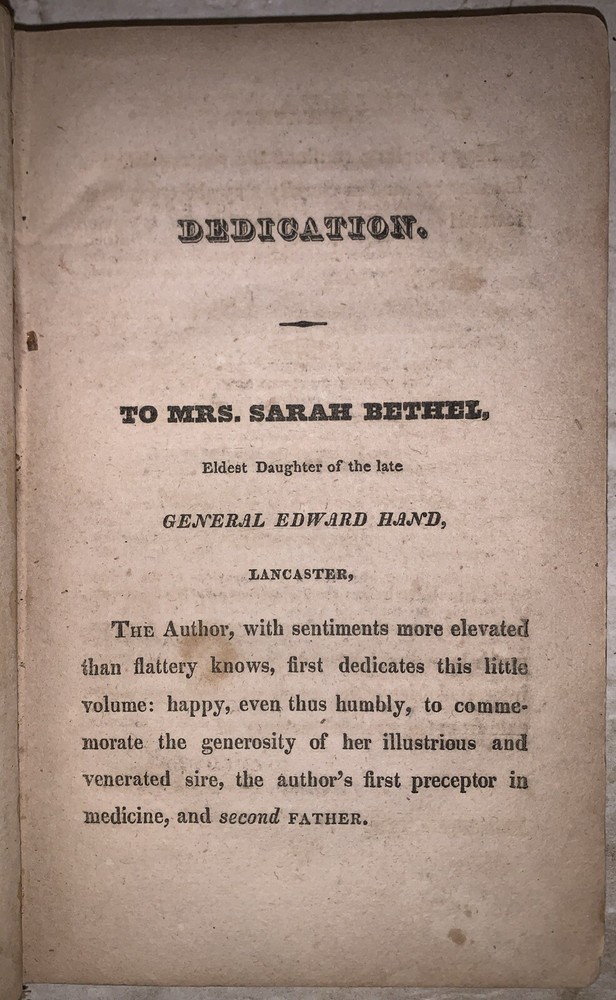 DEDICATION.
TO MRS. SARAH BETHEL,
Eldest Daughter of the late
GENERAL EDWARD HAND,
LANCASTER,
THE Author, with sentiments more elevated
than flattery knows, first dedicates this little
volume: happy, even thus humbly, to comme-
morate the generosity of her illustrious and
venerated sire, the author's first preceptor in
medicine, and second FATHER.